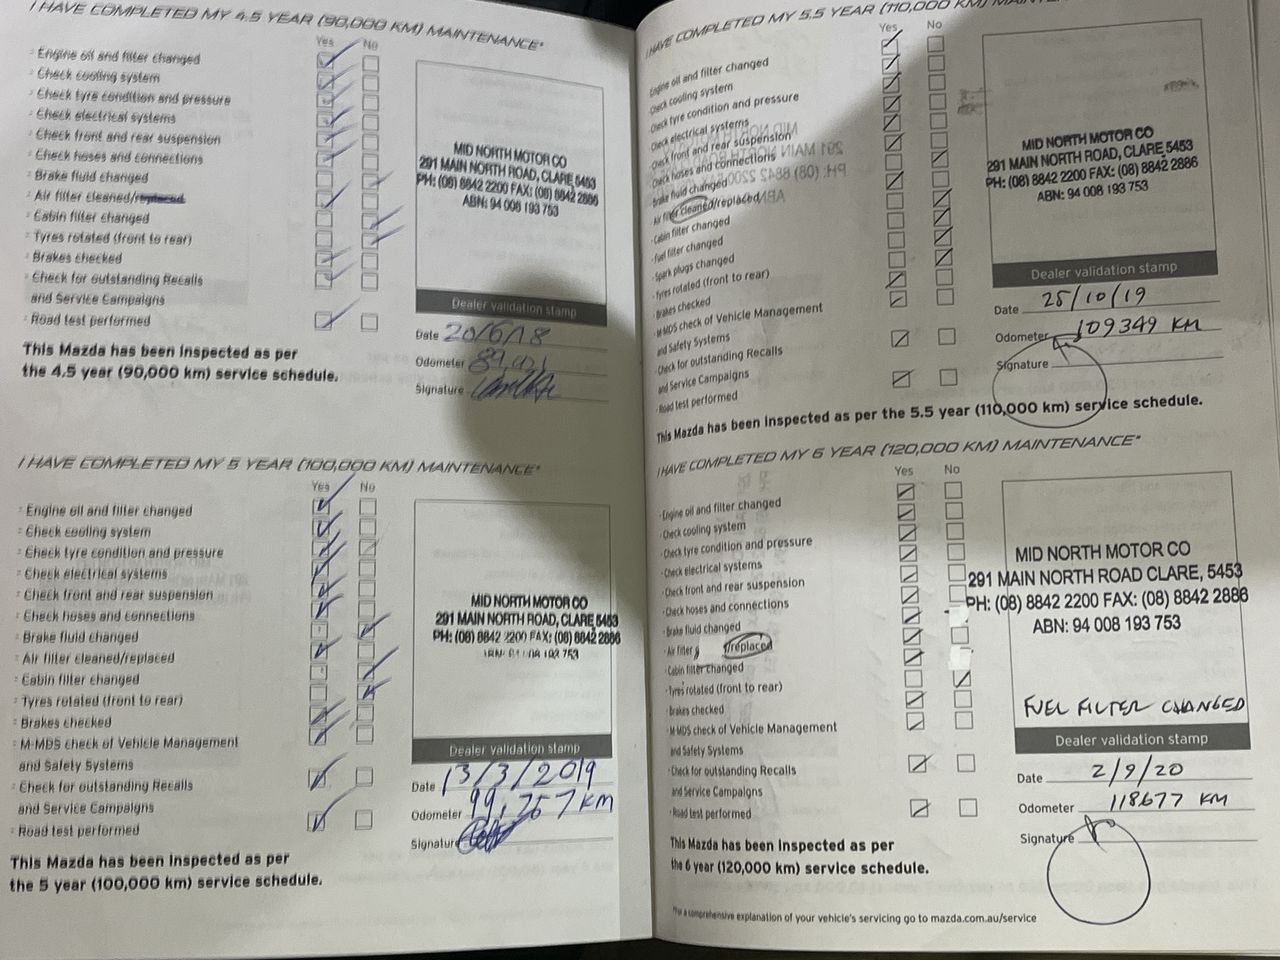 I HAVE COMPLETED MY 4.5 YEAR (90,000 KM) MAINTENANCE*
Yes No
Engine oil and filter changed
Check cooling system
Check tyre condition and pressure
Check electrical systems
Check front and rear suspension
Check hoses and connections
Brake fluid changed
Air filter cleaned/replaced
Cabin filter changed
Tyres rotated (front to rear)
Brakes checked
Check for outstanding Recalls
and Service Campaigns
Road test performed
This Mazda has been inspected as per
the 4.5 year (90,000 km) service schedule.
MID NORTH MOTOR CO
291 MAIN NORTH ROAD, CLARE 5453
PH: (08) 8842 2200 FAX: (08) 8842 2886
ABN: 94 008 193 753
Dealer validation stamp
Date 20/6/18
Odometer
Signature
I HAVE COMPLETED MY 5 YEAR (100,000 KM) MAINTENANCE*
Yes No
Engine oil and filter changed
Check cooling system
Check tyre condition and pressure
Check electrical systems
Check front and rear suspension
Check hoses and connections
Brake fluid changed
Air filter cleaned/replaced
Cabin filter changed
Tyres rotated (front to rear)
Brakes checked
M-MDS check of Vehicle Management
and Safety Systems
Check for outstanding Recalls
and Service Campaigns
Road test performed
This Mazda has been inspected as per
the 5 year (100,000 km) service schedule.
MID NORTH MOTOR CO
291 MAIN NORTH ROAD, CLARE 5453
PH: (08) 8842 2200 FAX: (08) 8842 2886
ABN: 94 008 193 753
Dealer validation stamp
Date 13/3/2019
Odometer 99,757 KM
Signature
I HAVE COMPLETED MY 5.5 YEAR (110,000 KM)
Yes No
Engine oil and filter changed
Check cooling system
Check tyre condition and pressure
Check electrical systems
Check front and rear suspension
Check hoses and connections
Brake fluid changed
Air filter cleaned/replaced
Cabin filter changed
Fuel filter changed
Spark plugs changed
Tyres rotated (front to rear)
Brakes checked
M-MDS check of Vehicle Management
and Safety Systems
Check for outstanding Recalls
and Service Campaigns
Road test performed
This Mazda has been inspected as per the 5.5 year (110,000 km) service schedule.
MID NORTH MOTOR CO
291 MAIN NORTH ROAD, CLARE 5453
PH: (08) 8842 2200 FAX: (08) 8842 2886
ABN: 94 008 193 753
Dealer validation stamp
Date 25/10/19
Odometer 109349 KM
Signature
I HAVE COMPLETED MY 6 YEAR (120,000 KM) MAINTENANCE*
Yes No
Engine oil and filter changed
Check cooling system
Check tyre condition and pressure
Check electrical systems
Check front and rear suspension
Check hoses and connections
Brake fluid changed
Air filter /replaced
Cabin filter changed
Tyres rotated (front to rear)
Brakes checked
M-MDS check of Vehicle Management
and Safety Systems
Check for outstanding Recalls
and Service Campaigns
Road test performed
This Mazda has been inspected as per
the 6 year (120,000 km) service schedule.
MID NORTH MOTOR CO
291 MAIN NORTH ROAD CLARE, 5453
PH: (08) 8842 2200 FAX: (08) 8842 2886
ABN: 94 008 193 753
FUEL FILTER CHANGED
Dealer validation stamp
Date 2/9/20
Odometer 118677 KM
Signature
*For a comprehensive explanation of your vehicle's servicing go to mazda.com.au/service